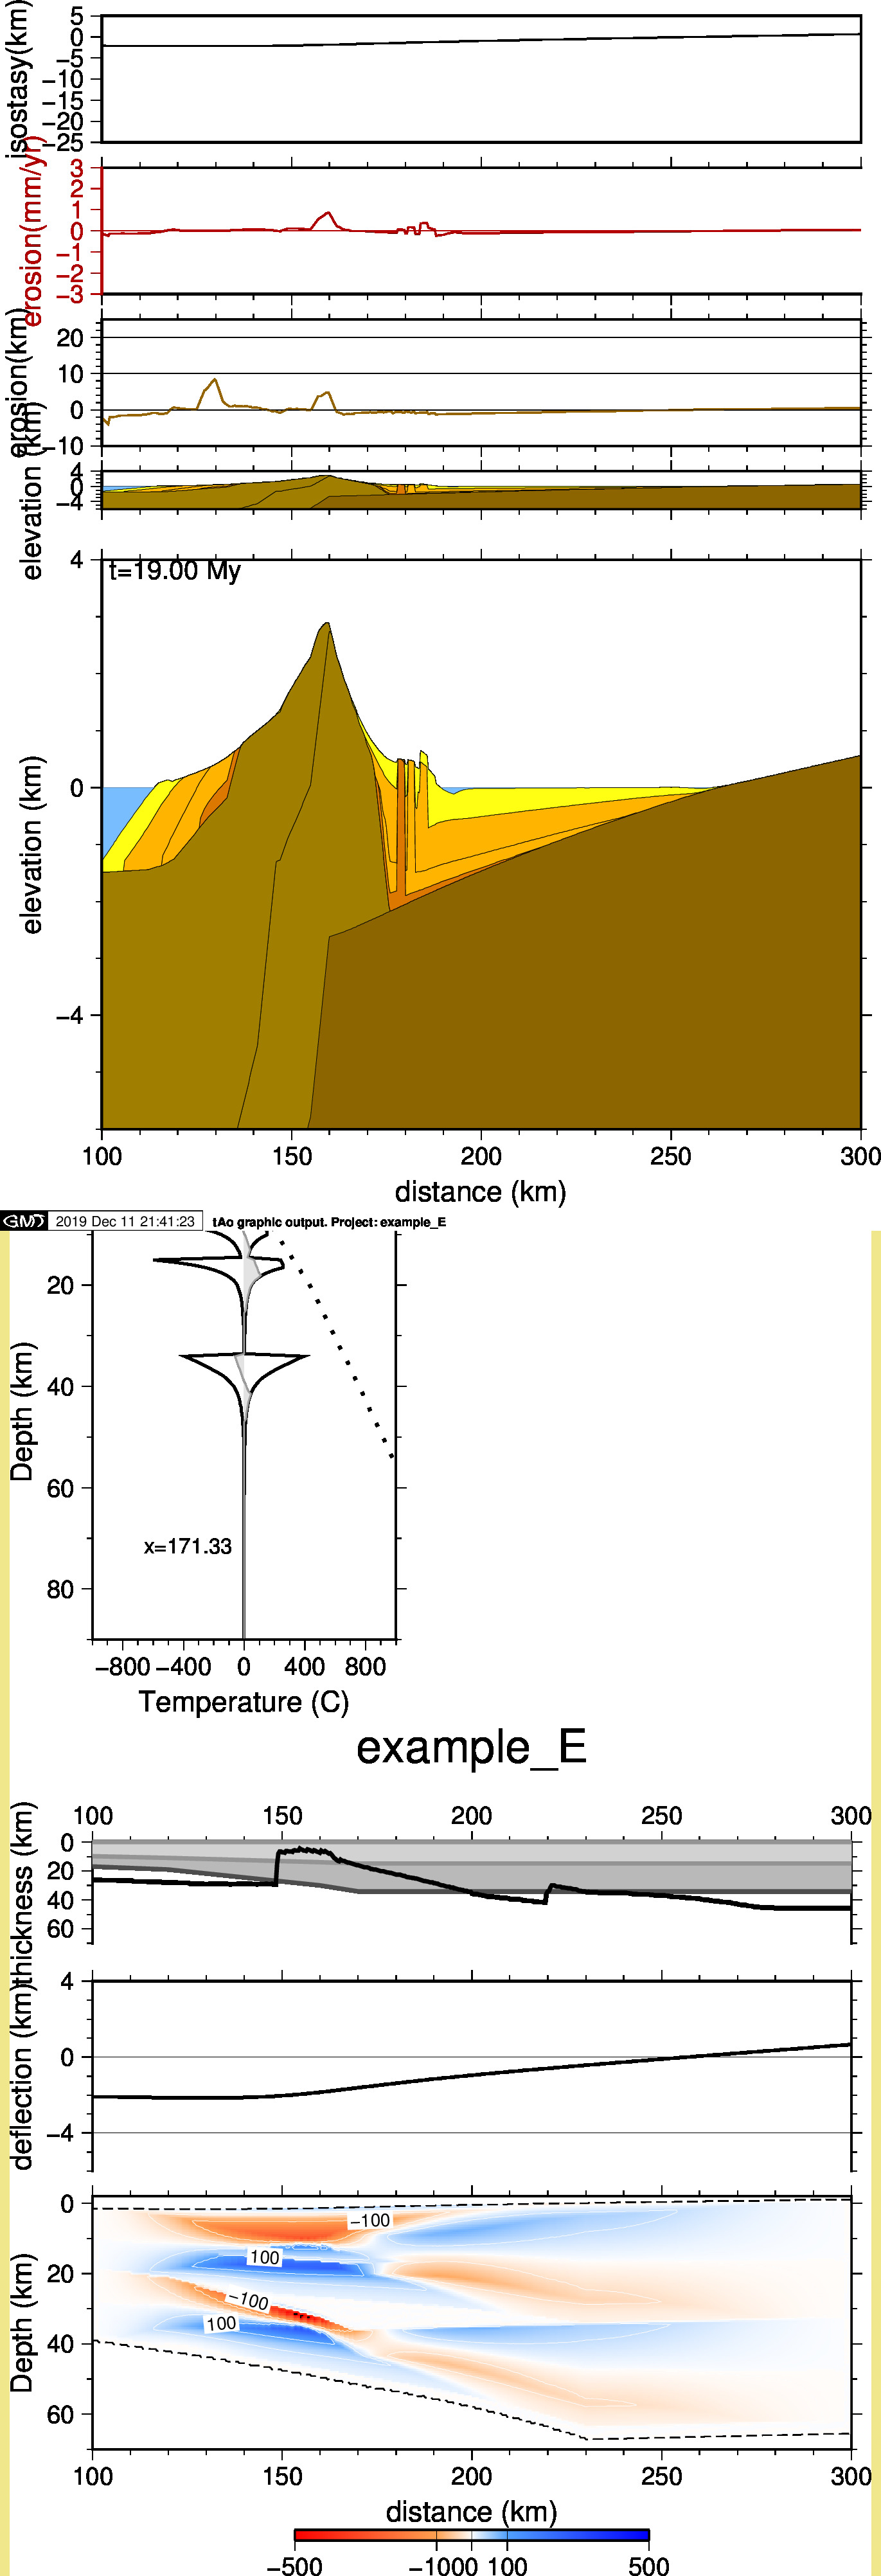 5
0
−5
−10
−15
−20
−25
isostasy(km)
3
2
1
0
−1
−2
−3
erosion(mm/yr)
20
10
0
10
erosion(km)
4
0
−4
elevation (km)
t=19.00 My
4
0
−4
elevation (km)
100 150 200 250 300
distance (km)
GMT 2019 Dec 11 21:41:23 tAo graphic output. Project: example_E
20
40
60
80
Depth (km)
x=171.33
−800 −400 0 400 800
Temperature (C)
example_E
100 150 200 250 300
0
20
40
60
thickness (km)
4
0
−4
deflection (km)
0
20
40
60
Depth (km)
−100
100
−100
100
100 150 200 250 300
distance (km)
−500 −1000 100 500